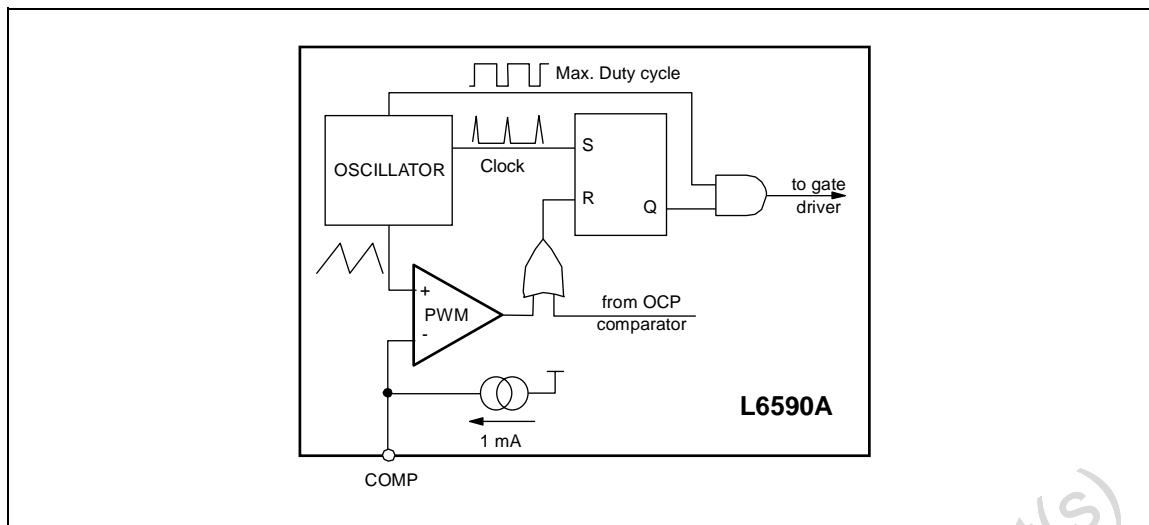 Max. Duty cycle
OSCILLATOR
Clock
S
R
Q
to gate
driver
+
PWM
-
from OCP
comparator
1 mA
L6590A
COMP